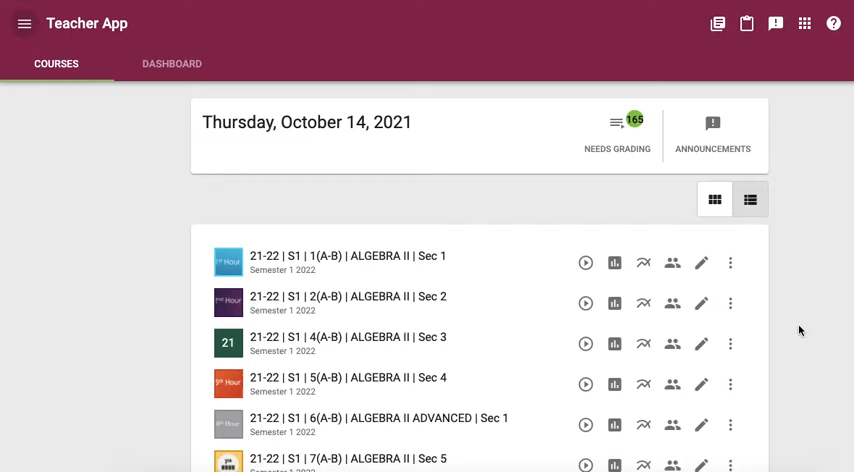 Teacher App
COURSES
DASHBOARD
Thursday, October 14, 2021
165
NEEDS GRADING
ANNOUNCEMENTS
21-22 | S1 | 1(A-B) | ALGEBRA II | Sec 1
Semester 1 2022
21-22 | S1 | 2(A-B) | ALGEBRA II | Sec 2
Semester 1 2022
21
21-22 | S1 | 4(A-B) | ALGEBRA II | Sec 3
Semester 1 2022
5th Hour
21-22 | S1 | 5(A-B) | ALGEBRA II | Sec 4
Semester 1 2022
21-22 | S1 | 6(A-B) | ALGEBRA II ADVANCED | Sec 1
Semester 1 2022
21-22 | S1 | 7(A-B) | ALGEBRA II | Sec 5